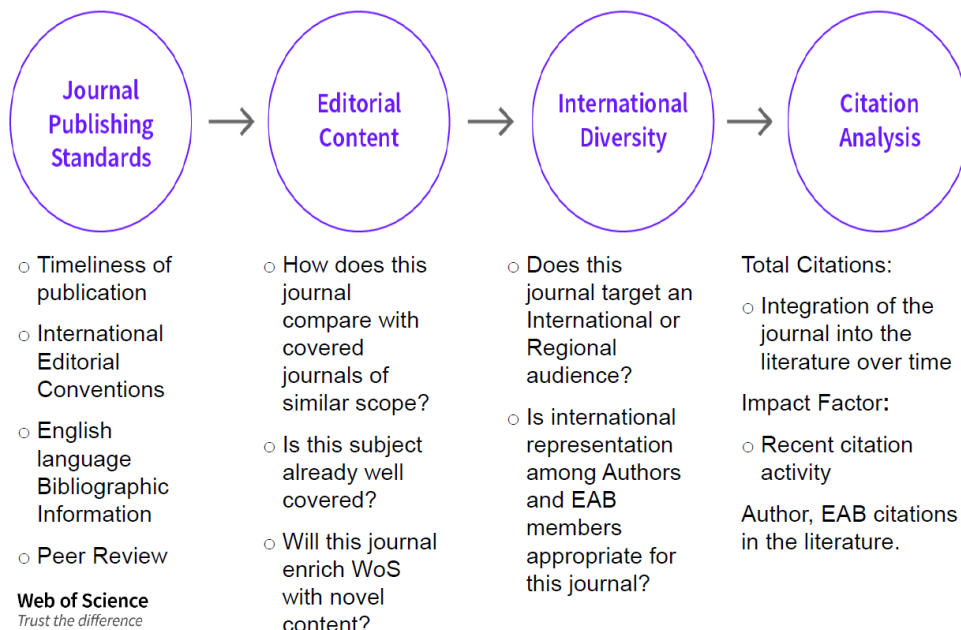 Journal
Publishing
Standards
Editorial
Content
International
Diversity
Citation
Analysis
○ Timeliness of
publication
○ International
Editorial
Conventions
○ English
language
Bibliographic
Information
○ Peer Review
○ How does this
journal
compare with
covered
journals of
similar scope?
○ Is this subject
already well
covered?
○ Will this journal
enrich WoS
with novel
content?
○ Does this
journal target an
International or
Regional
audience?
○ Is international
representation
among Authors
and EAB
members
appropriate for
this journal?
Total Citations:
○ Integration of the
journal into the
literature over time
Impact Factor:
○ Recent citation
activity
Author, EAB citations
in the literature.
Web of Science
Trust the difference